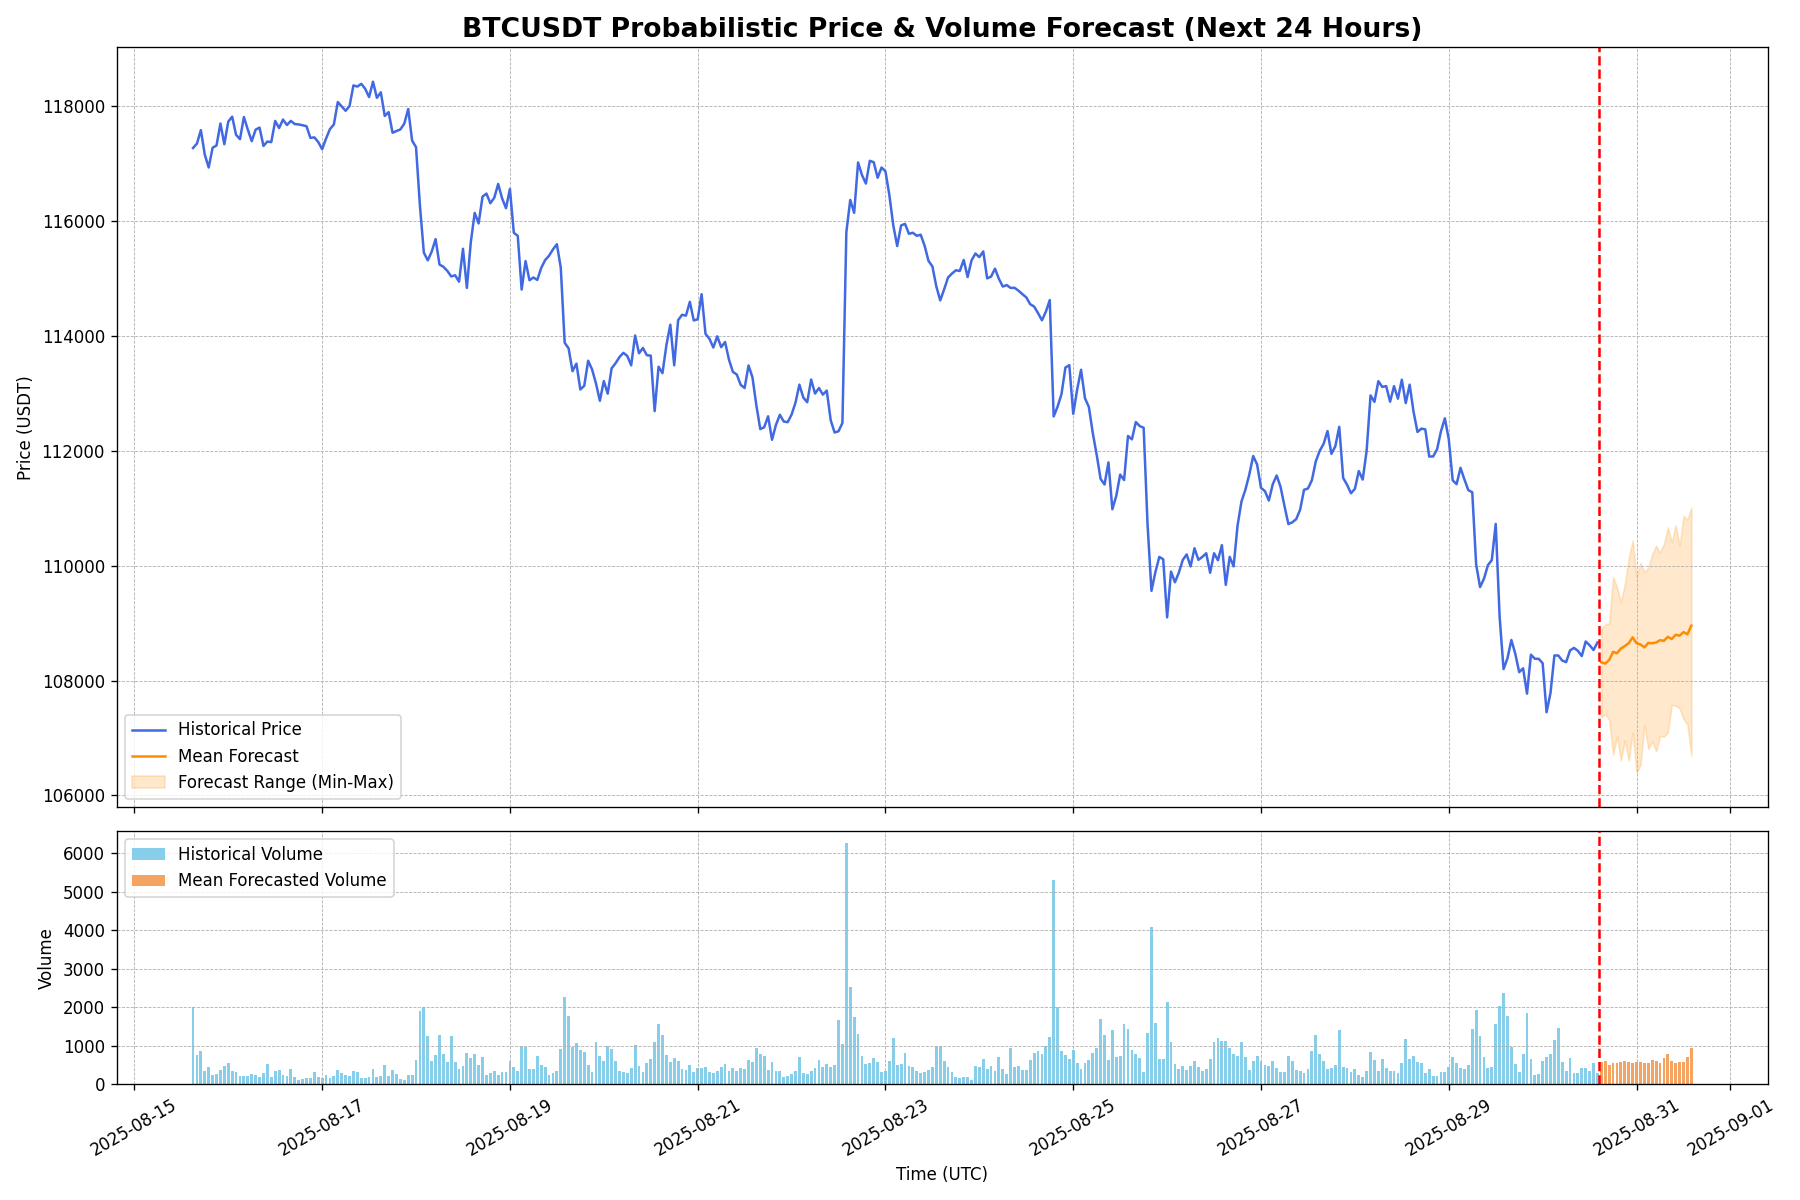 BTCUSDT Probabilistic Price & Volume Forecast (Next 24 Hours)
118000
116000
114000
112000
110000
108000
106000
Price (USDT)
Historical Price
Mean Forecast
Forecast Range (Min-Max)
6000
5000
4000
3000
2000
1000
0
Volume
Historical Volume
Mean Forecasted Volume
2025-08-15
2025-08-17
2025-08-19
2025-08-21
2025-08-23
2025-08-25
2025-08-27
2025-08-29
2025-08-31
2025-09-01
Time (UTC)